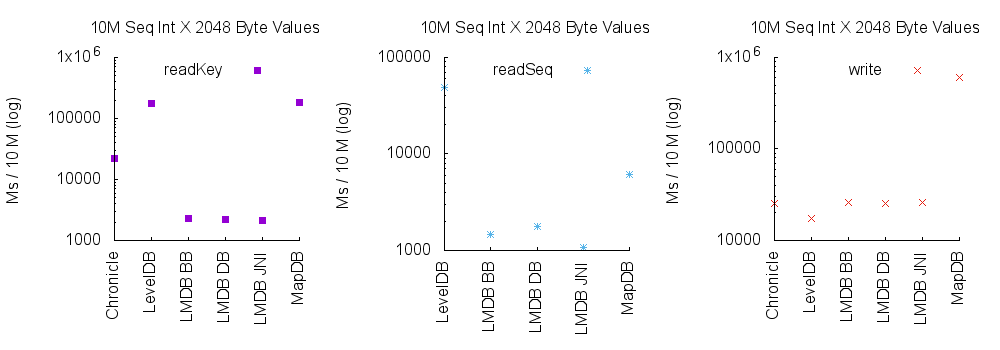 10M Seq Int X 2048 Byte Values
Ms / 10 M (log)
readKey
1x10^6
100000
10000
1000
Chronicle
LevelDB
LMDB BB
LMDB DB
LMDB JNI
MapDB
10M Seq Int X 2048 Byte Values
Ms / 10 M (log)
readSeq
100000
10000
1000
LevelDB
LMDB BB
LMDB DB
LMDB JNI
MapDB
10M Seq Int X 2048 Byte Values
Ms / 10 M (log)
write
1x10^6
100000
10000
Chronicle
LevelDB
LMDB BB
LMDB DB
LMDB JNI
MapDB